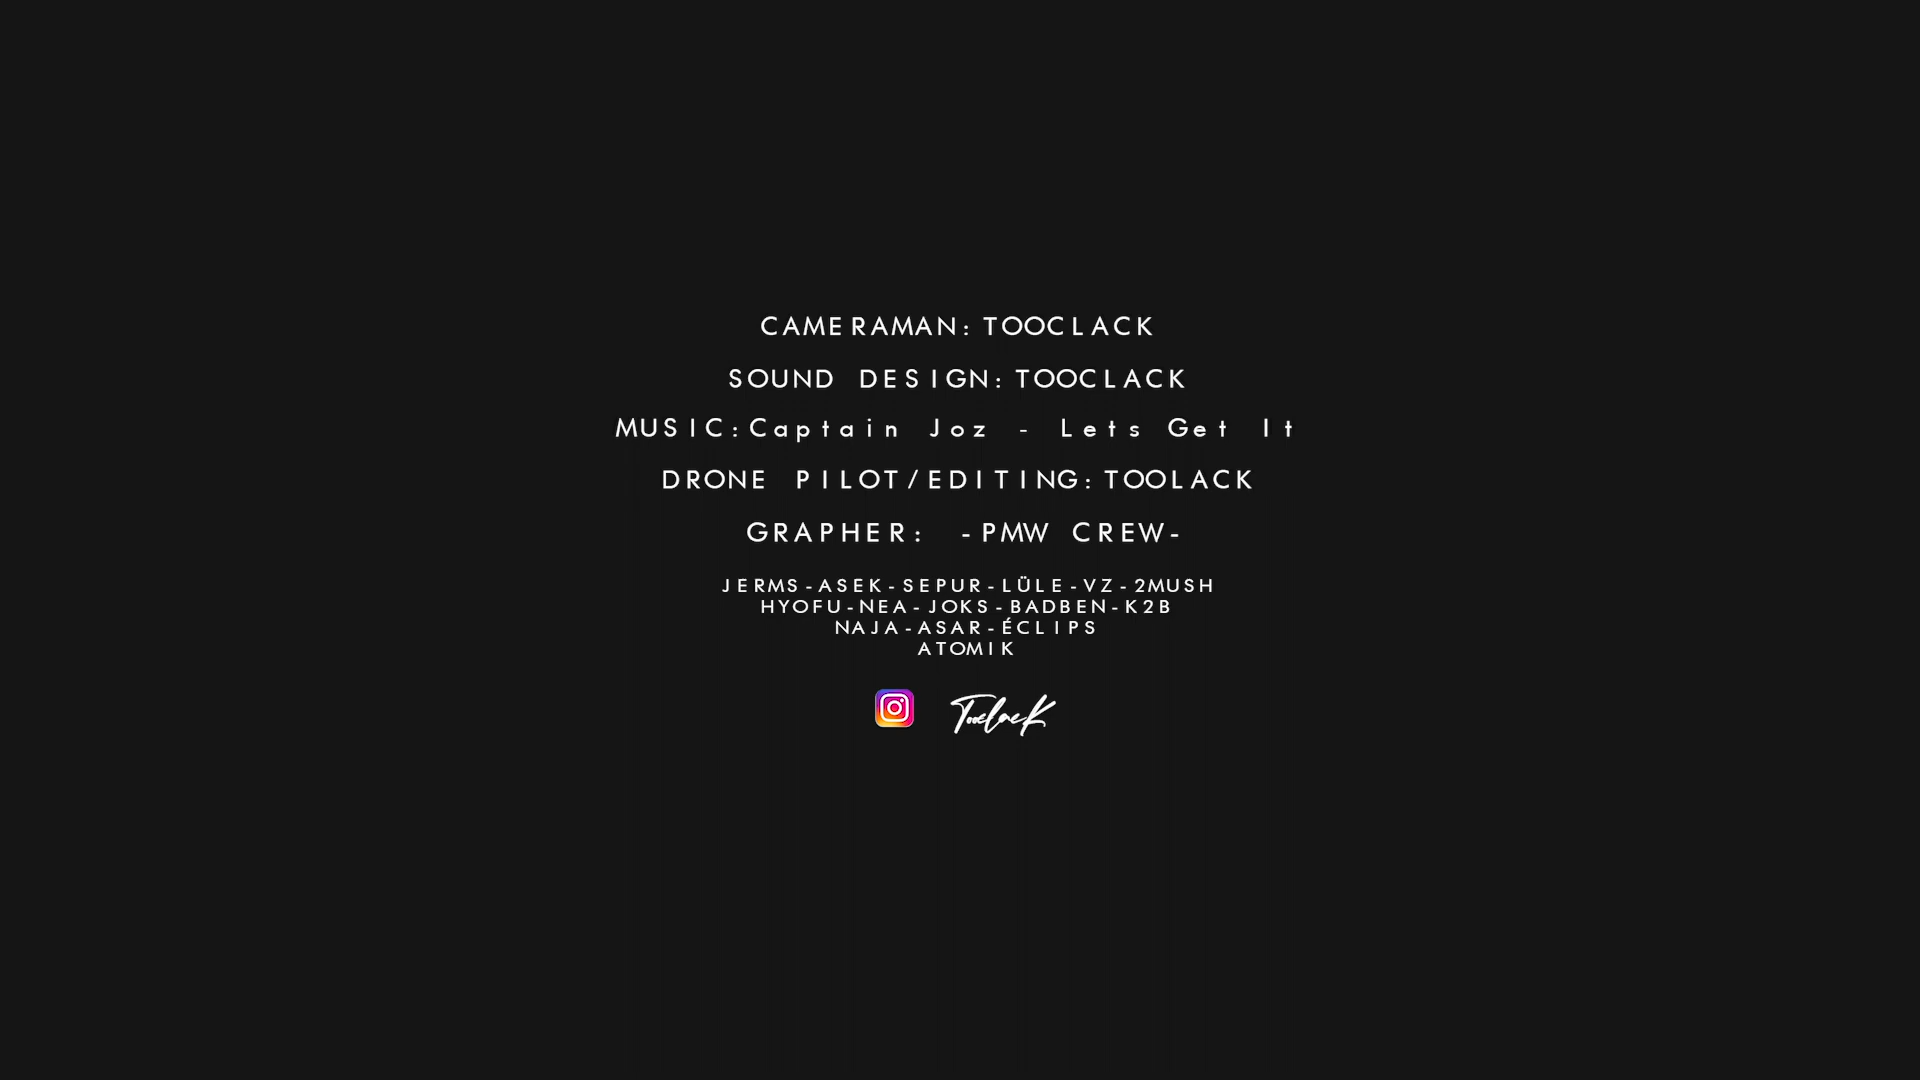 CAMERAMAN: TOOCLACK
SOUND DESIGN: TOOCLACK
MUSIC:Captain Joz - Lets Get It
DRONE PILOT/EDITING: TOOLACK
GRAPHER: -PMW CREW-
JERMS-ASEK-SEPUR-LÜLE-VZ-2MUSH
HYOFU-NEA-JOKS-BADBEN-K2B
NAJA-ASAR-ÉCLIPS
ATOMIK
TooclacK